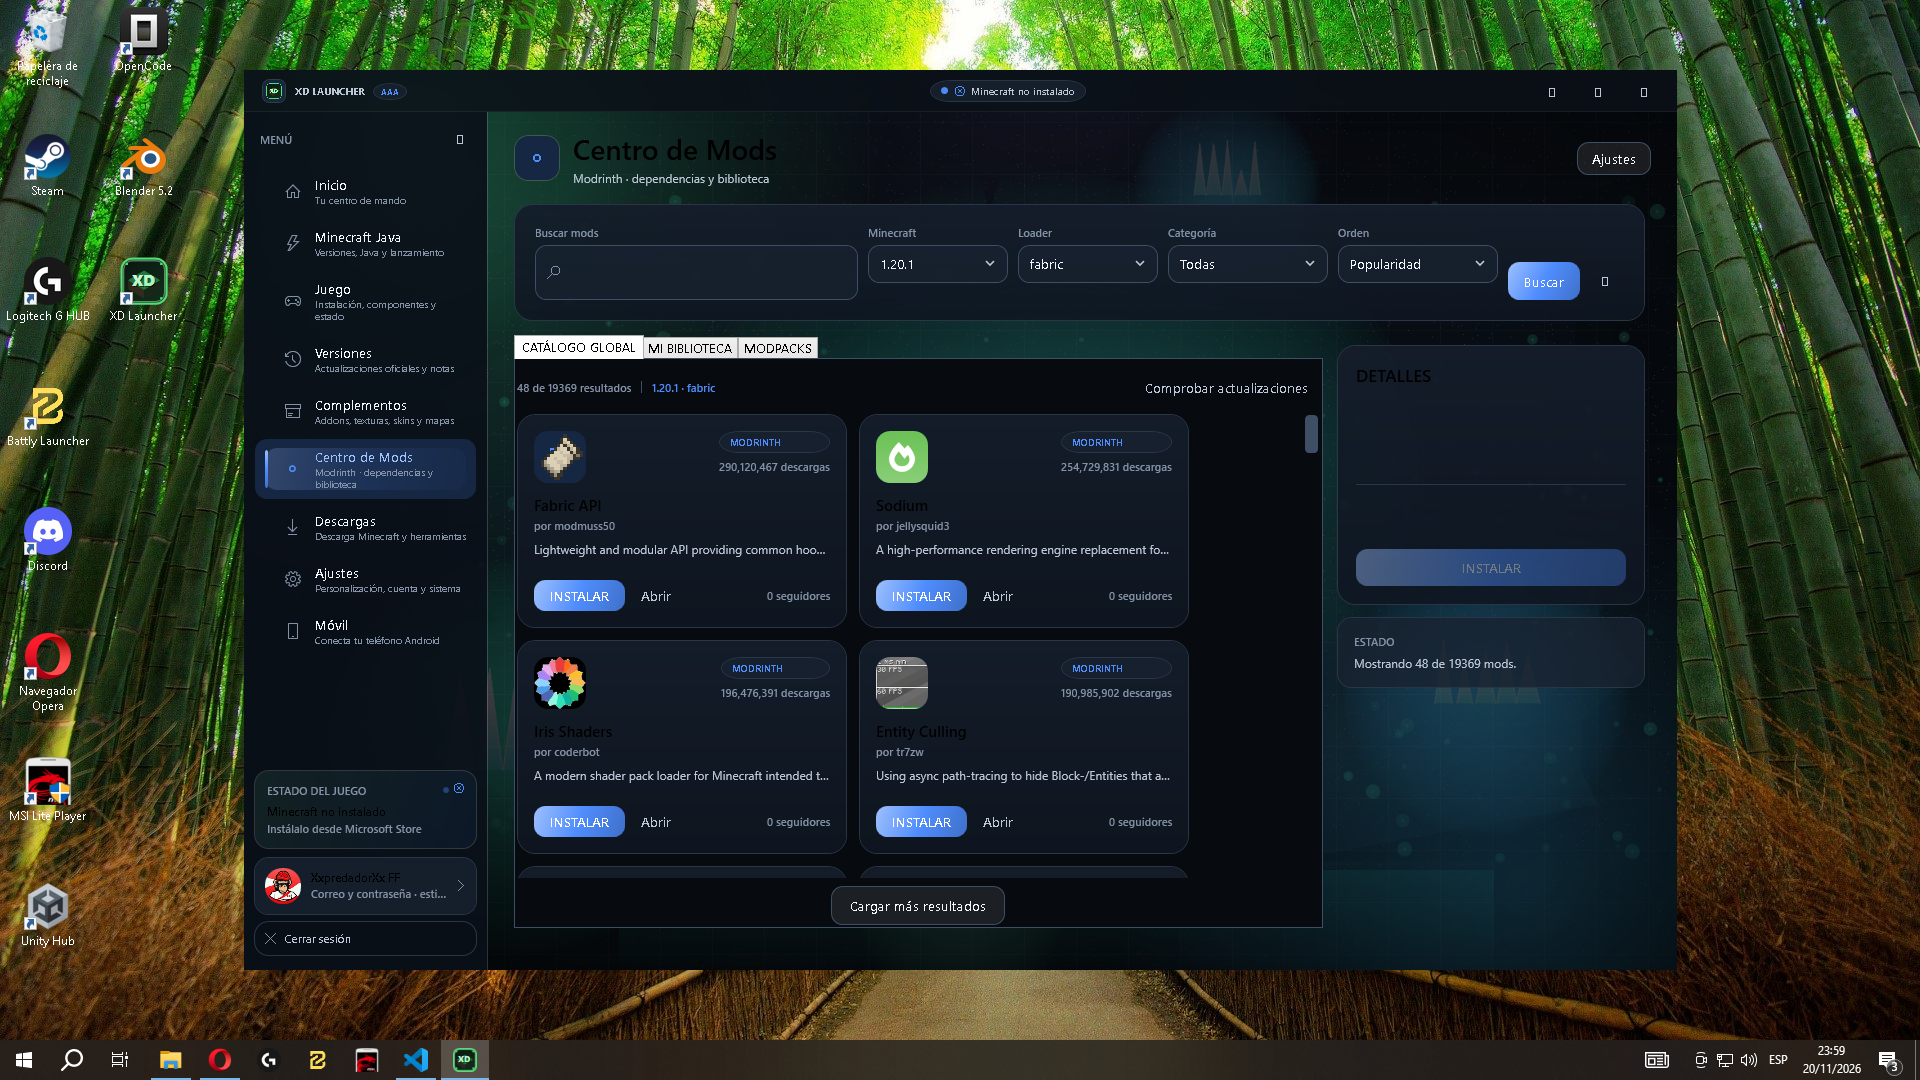 Papelera de
reciclaje
OpenCode
Steam
Blender 5.2
Logitech G HUB
XD Launcher
Battly Launcher
Discord
Navegador
Opera
MSI Lite Player
Unity Hub
XD LAUNCHER
AAA
Minecraft no instalado
MENÚ
Inicio
Tu centro de mando
Minecraft Java
Versiones, Java y lanzamiento
Juego
Instalación, componentes y
estado
Versiones
Actualizaciones oficiales y notas
Complementos
Addons, texturas, skins y mapas
Centro de Mods
Modrinth · dependencias y
biblioteca
Descargas
Descarga Minecraft y herramientas
Ajustes
Personalización, cuenta y sistema
Móvil
Conecta tu teléfono Android
ESTADO DEL JUEGO
Minecraft no instalado
Instálalo desde Microsoft Store
XxpredadorXx FF
Correo y contraseña · esti...
Cerrar sesión
Centro de Mods
Modrinth · dependencias y biblioteca
Ajustes
Buscar mods
Minecraft
1.20.1
Loader
fabric
Categoría
Todas
Orden
Popularidad
Buscar
CATÁLOGO GLOBAL
MI BIBLIOTECA
MODPACKS
48 de 19369 resultados
1.20.1 · fabric
Comprobar actualizaciones
MODRINTH
290,120,467 descargas
Fabric API
por modmuss50
Lightweight and modular API providing common hoo...
INSTALAR
Abrir
0 seguidores
MODRINTH
254,729,831 descargas
Sodium
por jellysquid3
A high-performance rendering engine replacement fo...
INSTALAR
Abrir
0 seguidores
MODRINTH
196,476,391 descargas
Iris Shaders
por coderbot
A modern shader pack loader for Minecraft intended t...
INSTALAR
Abrir
0 seguidores
MODRINTH
190,985,902 descargas
Entity Culling
por tr7zw
Using async path-tracing to hide Block-/Entities that a...
INSTALAR
Abrir
0 seguidores
Cargar más resultados
DETALLES
INSTALAR
ESTADO
Mostrando 48 de 19369 mods.
ESP
23:59
20/11/2026
3